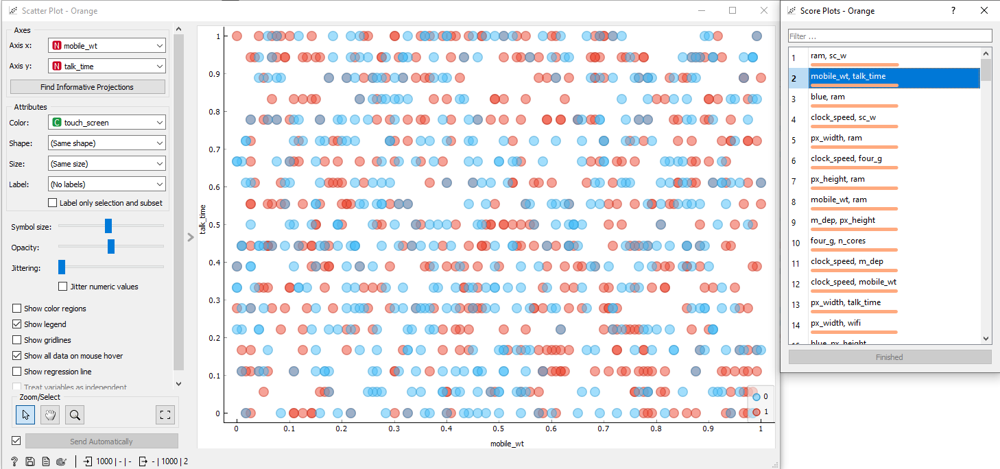 Scatter Plot - Orange
Axes
Axis x: N mobile_wt
Axis y: N talk_time
Find Informative Projections
Attributes
Color: C touch_screen
Shape: (Same shape)
Size: (Same size)
Label: (No labels)
Label only selection and subset
Symbol size:
Opacity:
Jittering:
Jitter numeric values
Show color regions
Show legend
Show gridlines
Show all data on mouse hover
Show regression line
Treat variables as independent
Zoom/Select
Send Automatically
? 1000 | - | - - | 1000 | 2
talk_time
1
0.9
0.8
0.7
0.6
0.5
0.4
0.3
0.2
0.1
0
0 0.1 0.2 0.3 0.4 0.5 0.6 0.7 0.8 0.9 1
mobile_wt
0
1
Score Plots - Orange ?
Filter ...
1 ram, sc_w
2 mobile_wt, talk_time
3 blue, ram
4 clock_speed, sc_w
5 px_width, ram
6 clock_speed, four_g
7 px_height, ram
8 mobile_wt, ram
9 m_dep, px_height
10 four_g, n_cores
11 clock_speed, m_dep
12 clock_speed, mobile_wt
13 px_width, talk_time
14 px_width, wifi
15 blue, px_height
Finished